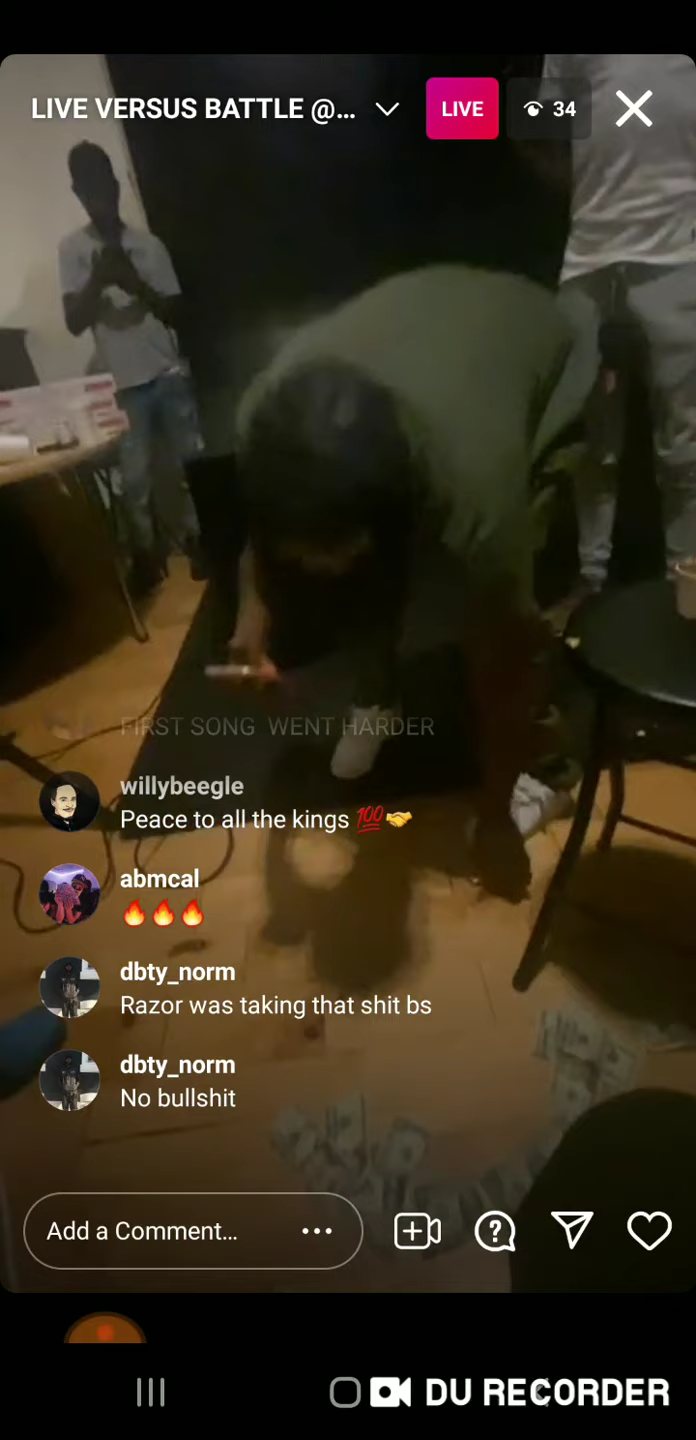 LIVE VERSUS BATTLE @...
LIVE
34
FIRST SONG WENT HARDER
willybeegle
Peace to all the kings 💯🤝
abmcal
🔥🔥🔥
dbty_norm
Razor was taking that shit bs
dbty_norm
No bullshit
Add a Comment...
DU RECORDER